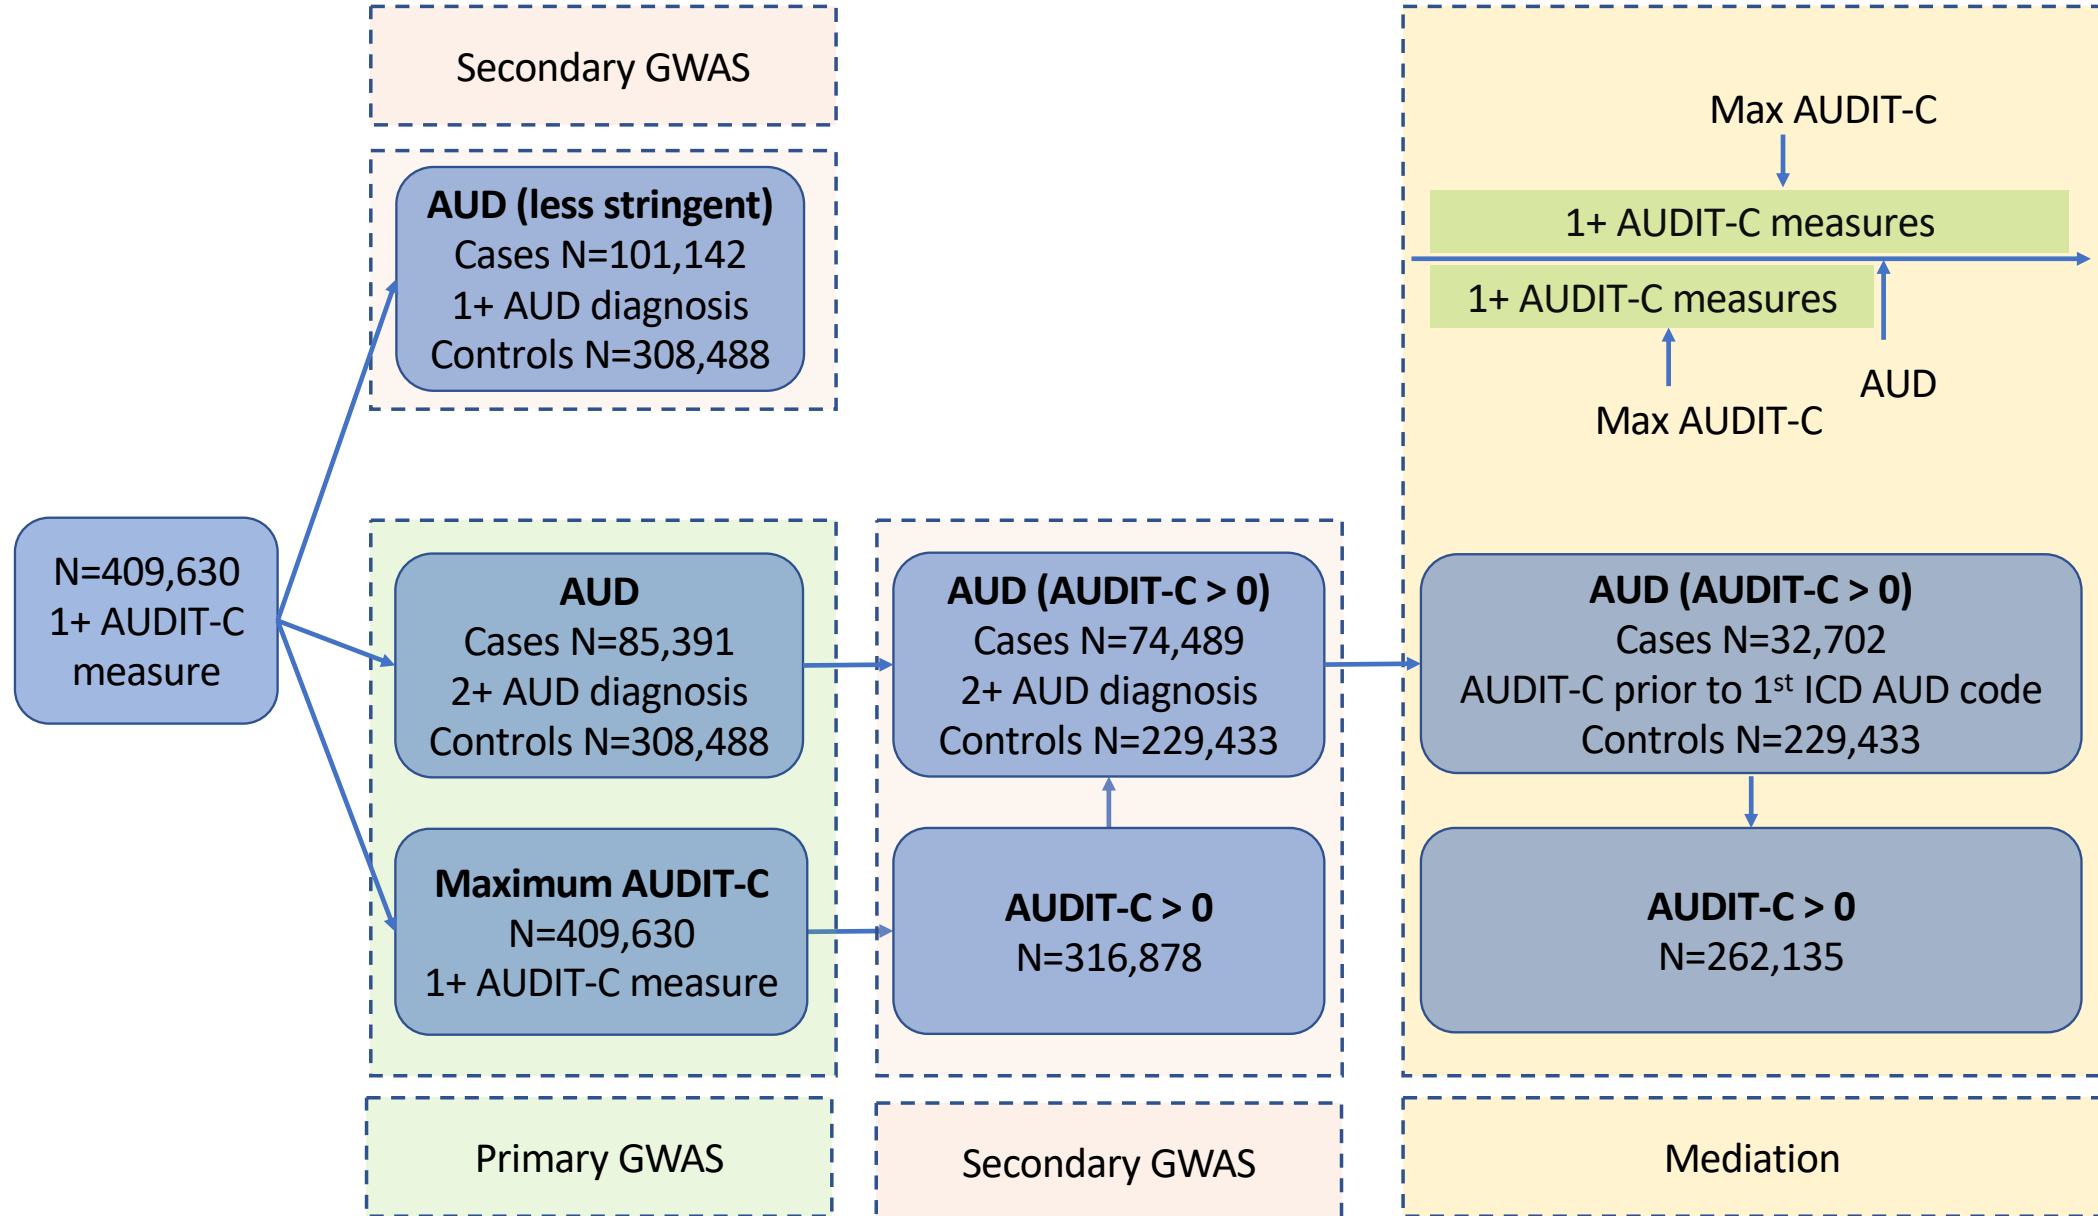 Secondary GWAS
AUD (less stringent)
Cases N=101,142
1+ AUD diagnosis
Controls N=308,488
N=409,630
1+ AUDIT-C
measure
AUD
Cases N=85,391
2+ AUD diagnosis
Controls N=308,488
Maximum AUDIT-C
N=409,630
1+ AUDIT-C measure
Primary GWAS
AUD (AUDIT-C > 0)
Cases N=74,489
2+ AUD diagnosis
Controls N=229,433
AUDIT-C > 0
N=316,878
Secondary GWAS
Max AUDIT-C
1+ AUDIT-C measures
1+ AUDIT-C measures
AUD
Max AUDIT-C
AUD (AUDIT-C > 0)
Cases N=32,702
AUDIT-C prior to 1st ICD AUD code
Controls N=229,433
AUDIT-C > 0
N=262,135
Mediation